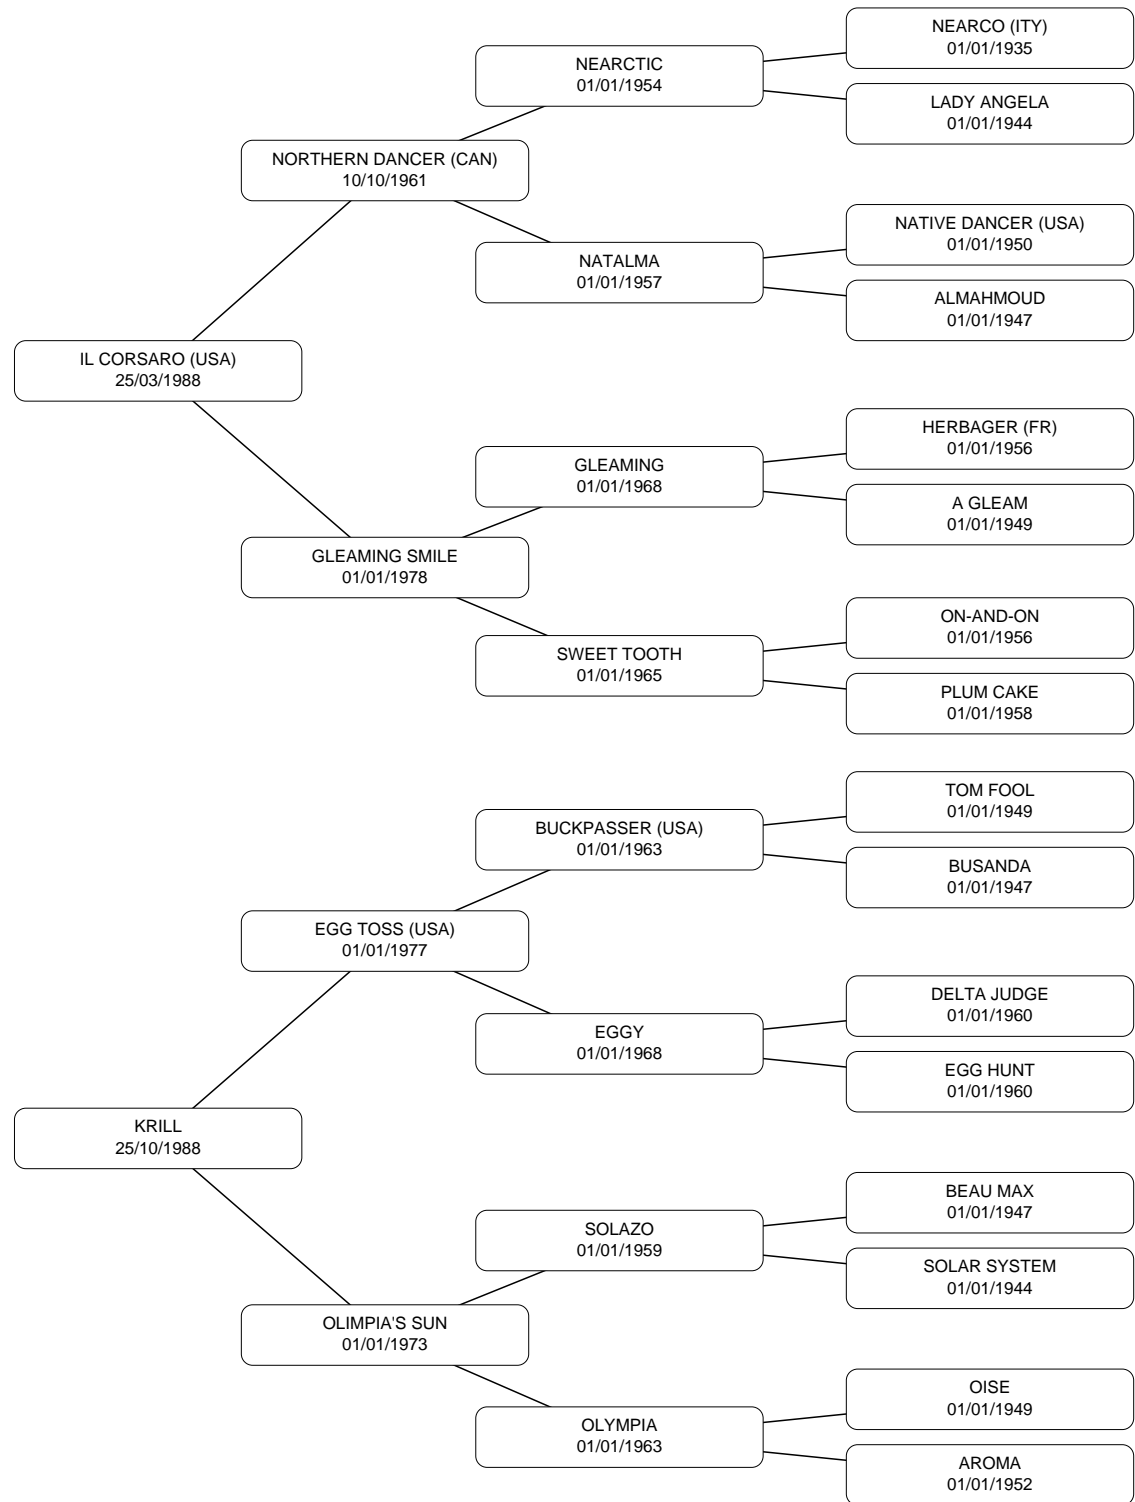 NEARCO (ITY)
01/01/1935
NEARCTIC
01/01/1954
LADY ANGELA
01/01/1944
NORTHERN DANCER (CAN)
10/10/1961
NATIVE DANCER (USA)
01/01/1950
NATALMA
01/01/1957
ALMAHMOUD
01/01/1947
IL CORSARO (USA)
25/03/1988
HERBAGER (FR)
01/01/1956
GLEAMING
01/01/1968
A GLEAM
01/01/1949
GLEAMING SMILE
01/01/1978
ON-AND-ON
01/01/1956
SWEET TOOTH
01/01/1965
PLUM CAKE
01/01/1958
TOM FOOL
01/01/1949
BUCKPASSER (USA)
01/01/1963
BUSANDA
01/01/1947
EGG TOSS (USA)
01/01/1977
DELTA JUDGE
01/01/1960
EGGY
01/01/1968
EGG HUNT
01/01/1960
KRILL
25/10/1988
BEAU MAX
01/01/1947
SOLAZO
01/01/1959
SOLAR SYSTEM
01/01/1944
OLIMPIA'S SUN
01/01/1973
OISE
01/01/1949
OLYMPIA
01/01/1963
AROMA
01/01/1952